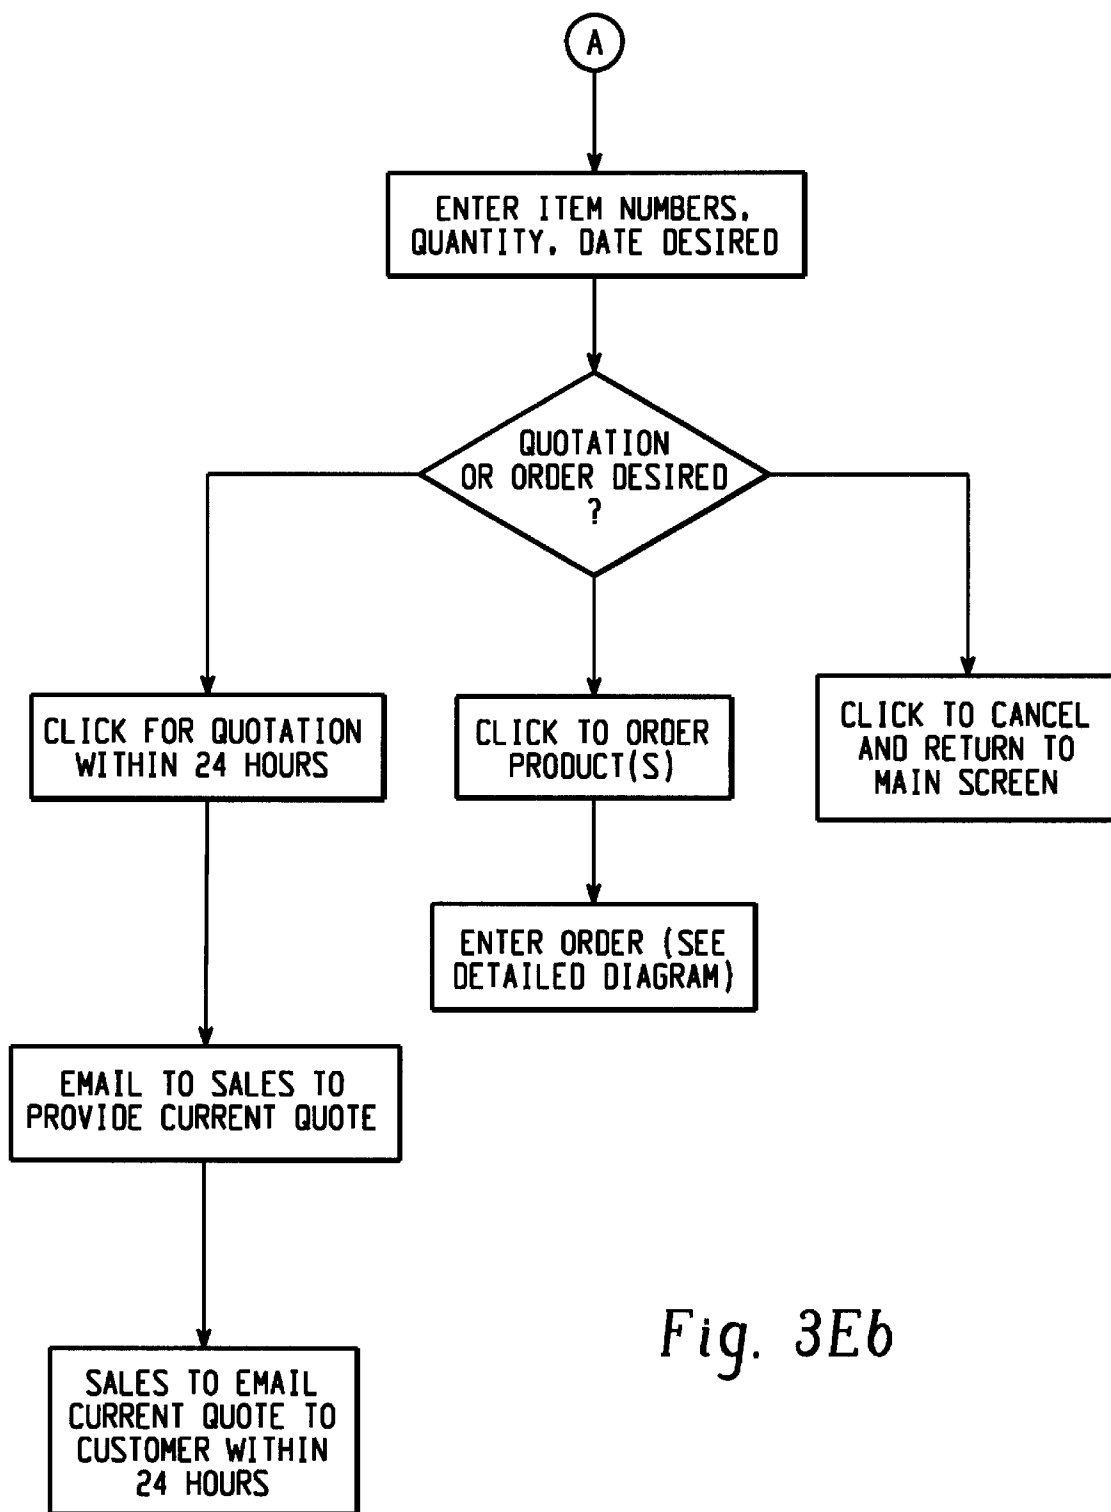 A
ENTER ITEM NUMBERS,
QUANTITY, DATE DESIRED
QUOTATION
OR ORDER DESIRED
?
CLICK FOR QUOTATION
WITHIN 24 HOURS
CLICK TO ORDER
PRODUCT(S)
CLICK TO CANCEL
AND RETURN TO
MAIN SCREEN
ENTER ORDER (SEE
DETAILED DIAGRAM)
EMAIL TO SALES TO
PROVIDE CURRENT QUOTE
SALES TO EMAIL
CURRENT QUOTE TO
CUSTOMER WITHIN
24 HOURS
Fig. 3Eb